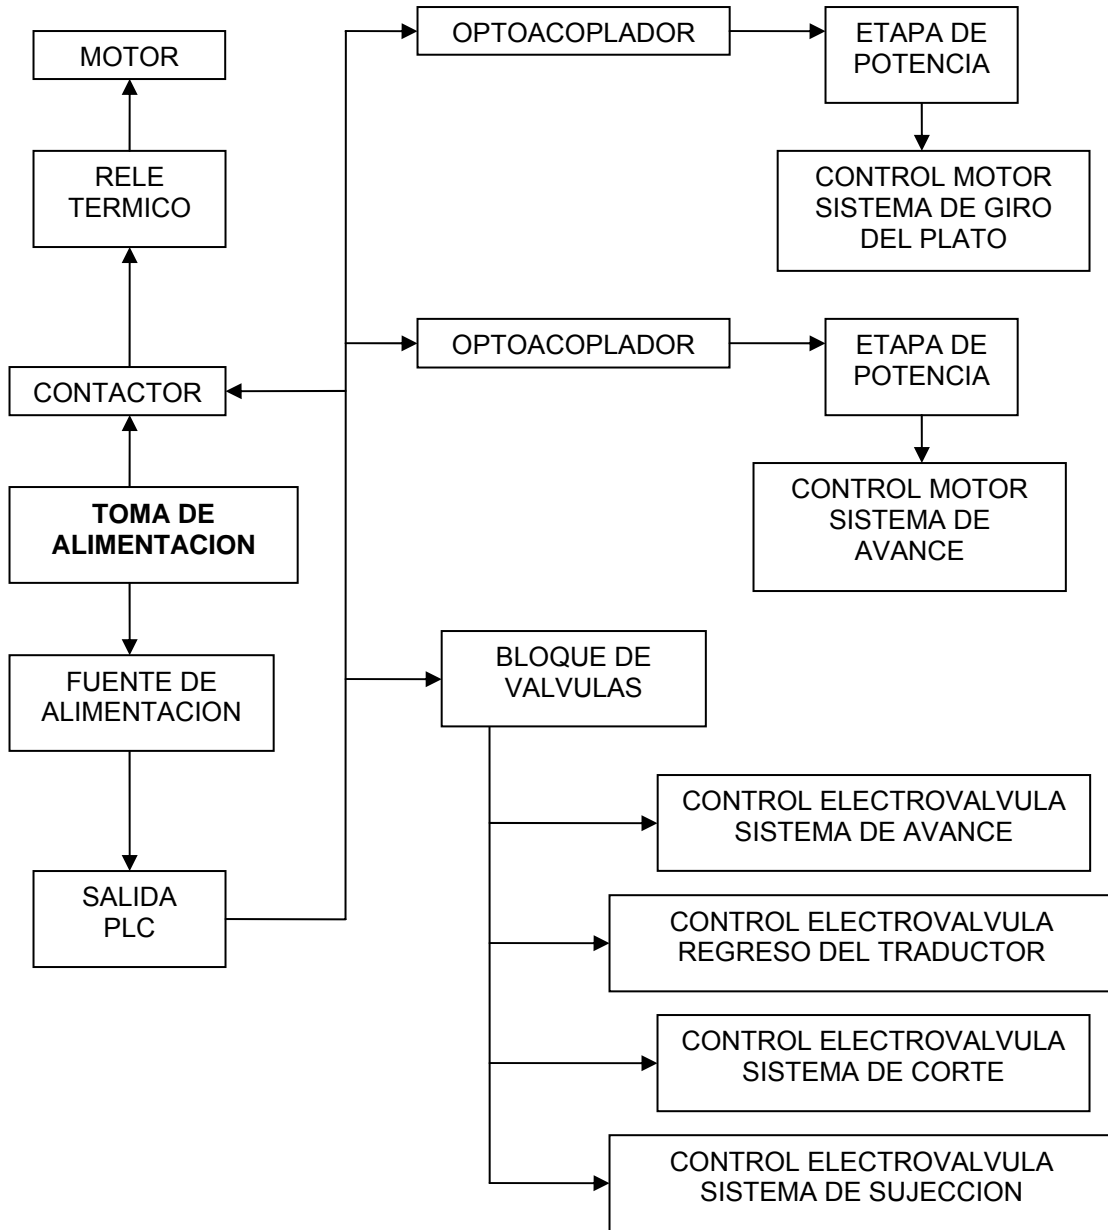 MOTOR
RELE
TERMICO
CONTACTOR
TOMA DE
ALIMENTACION
FUENTE DE
ALIMENTACION
SALIDA
PLC
OPTOACOPLADOR
ETAPA DE
POTENCIA
CONTROL MOTOR
SISTEMA DE GIRO
DEL PLATO
OPTOACOPLADOR
ETAPA DE
POTENCIA
CONTROL MOTOR
SISTEMA DE
AVANCE
BLOQUE DE
VALVULAS
CONTROL ELECTROVALVULA
SISTEMA DE AVANCE
CONTROL ELECTROVALVULA
REGRESO DEL TRADUCTOR
CONTROL ELECTROVALVULA
SISTEMA DE CORTE
CONTROL ELECTROVALVULA
SISTEMA DE SUJECCION